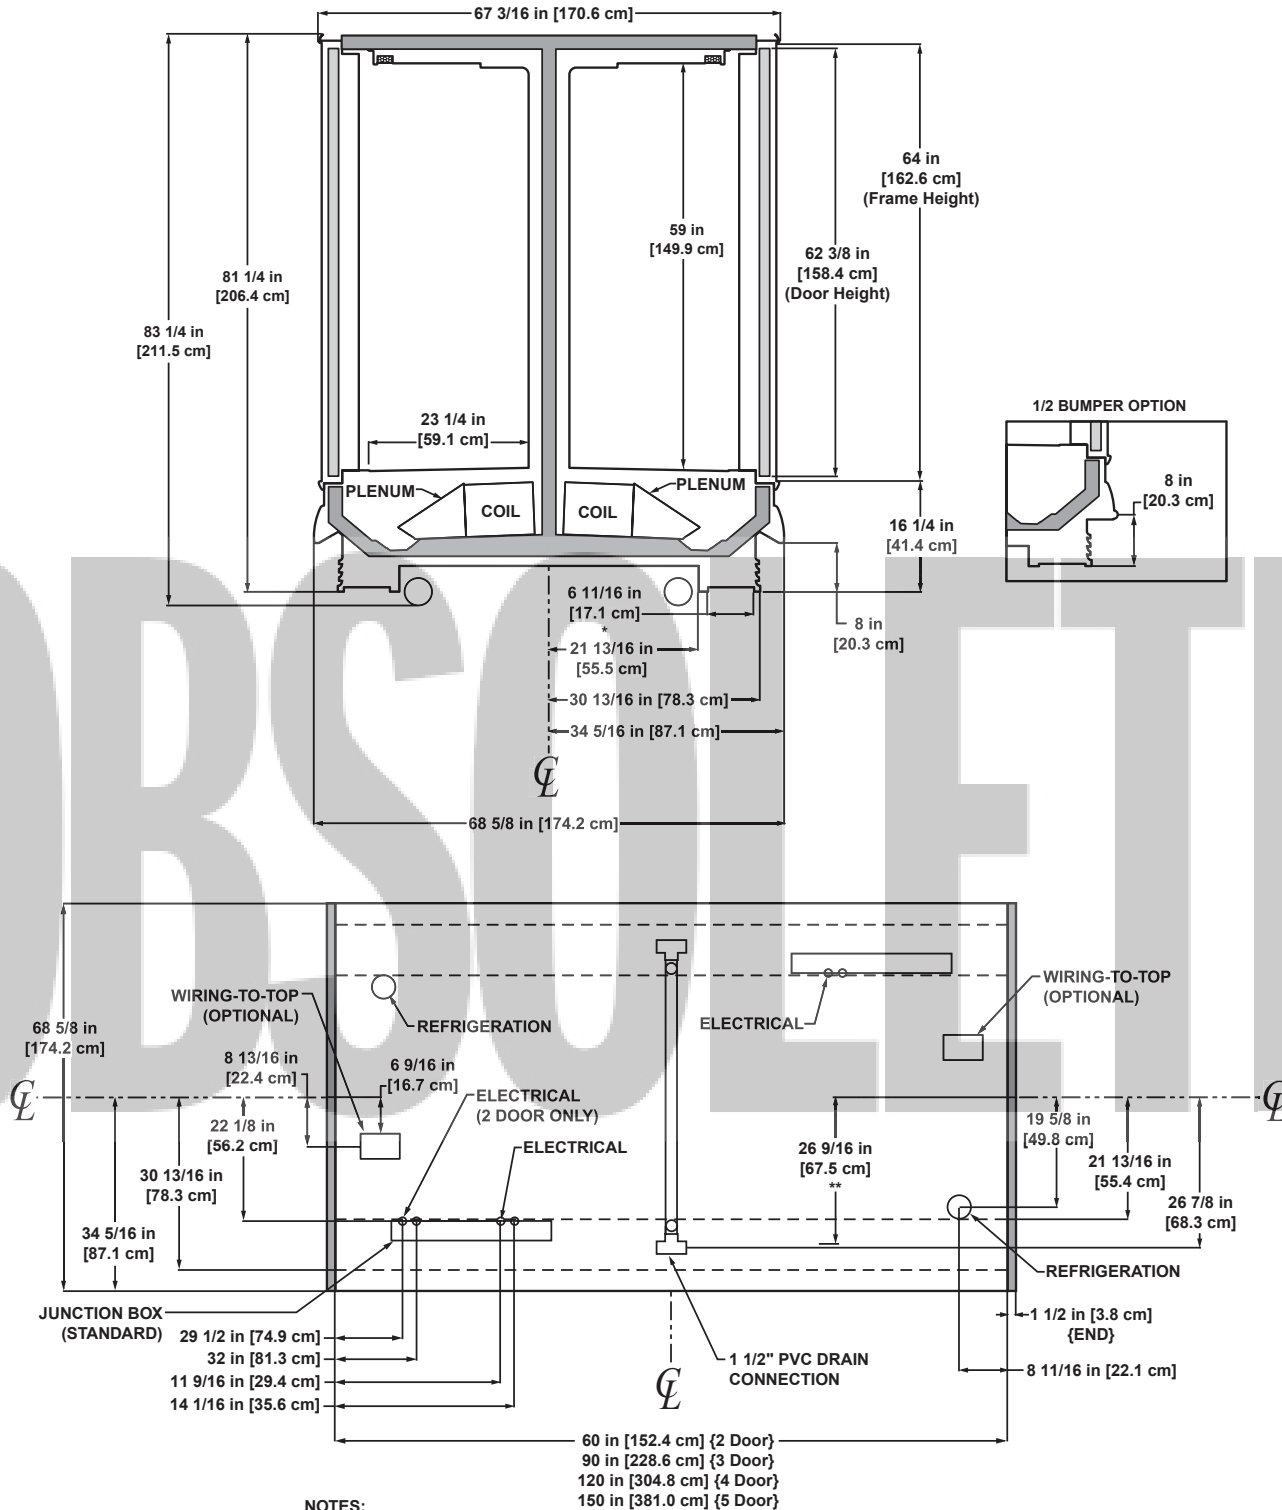 67 3/16 in [170.6 cm]
64 in
[162.6 cm]
(Frame Height)
59 in
[149.9 cm]
62 3/8 in
[158.4 cm]
(Door Height)
81 1/4 in
[206.4 cm]
83 1/4 in
[211.5 cm]
23 1/4 in
[59.1 cm]
1/2 BUMPER OPTION
8 in
[20.3 cm]
PLENUM
COIL
COIL
PLENUM
16 1/4 in
[41.4 cm]
6 11/16 in
[17.1 cm]
*
21 13/16 in
[55.5 cm]
8 in
[20.3 cm]
30 13/16 in [78.3 cm]
34 5/16 in [87.1 cm]
CL
68 5/8 in [174.2 cm]
OBSOLETE
WIRING-TO-TOP
(OPTIONAL)
REFRIGERATION
ELECTRICAL
WIRING-TO-TOP
(OPTIONAL)
68 5/8 in
[174.2 cm]
8 13/16 in
[22.4 cm]
6 9/16 in
[16.7 cm]
CL
CL
ELECTRICAL
(2 DOOR ONLY)
22 1/8 in
[56.2 cm]
ELECTRICAL
30 13/16 in
[78.3 cm]
34 5/16 in
[87.1 cm]
26 9/16 in
[67.5 cm]
**
19 5/8 in
[49.8 cm]
21 13/16 in
[55.4 cm]
26 7/8 in
[68.3 cm]
REFRIGERATION
JUNCTION BOX
(STANDARD)
29 1/2 in [74.9 cm]
32 in [81.3 cm]
11 9/16 in [29.4 cm]
14 1/16 in [35.6 cm]
1 1/2" PVC DRAIN
CONNECTION
CL
1 1/2 in [3.8 cm]
{END}
8 11/16 in [22.1 cm]
60 in [152.4 cm] {2 Door}
90 in [228.6 cm] {3 Door}
120 in [304.8 cm] {4 Door}
150 in [381.0 cm] {5 Door}
NOTES: